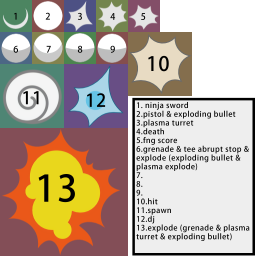 1
2
3
4
5
6
7
8
9
10
11
12
13
1. ninja sword
2.pistol & exploding bullet
3.plasma turret
4.death
5.fng score
6.grenade & tee abrupt stop &
explode (exploding bullet &
plasma explode)
7.
8.
9.
10.hit
11.spawn
12.dj
13.explode (grenade & plasma
turret & exploding bullet)